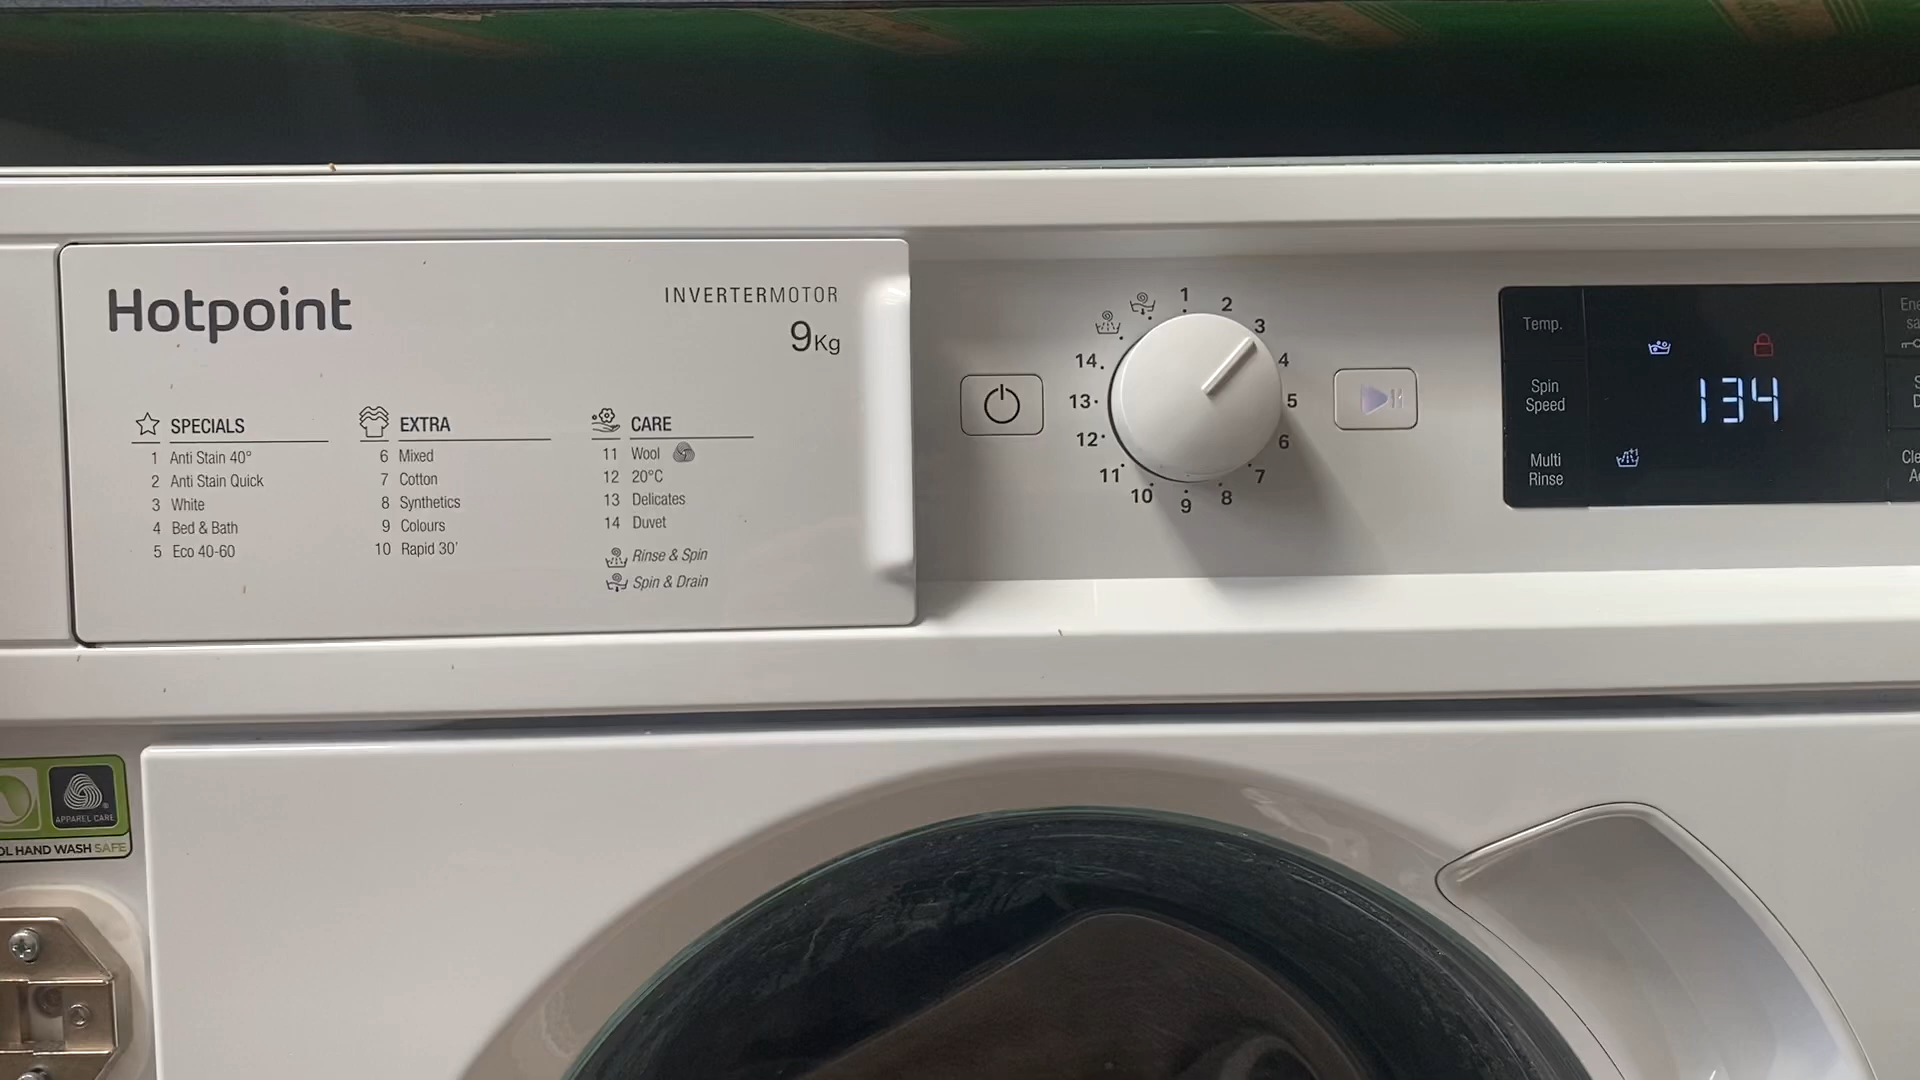 Hotpoint
INVERTERMOTOR
9Kg
SPECIALS
1 Anti Stain 40°
2 Anti Stain Quick
3 White
4 Bed & Bath
5 Eco 40-60
EXTRA
6 Mixed
7 Cotton
8 Synthetics
9 Colours
10 Rapid 30'
CARE
11 Wool
12 20°C
13 Delicates
14 Duvet
Rinse & Spin
Spin & Drain
1
2
3
4
5
6
7
8
9
10
11
12
13
14
Temp.
Spin
Speed
Multi
Rinse
134
APPAREL CARE
HAND WASH SAFE